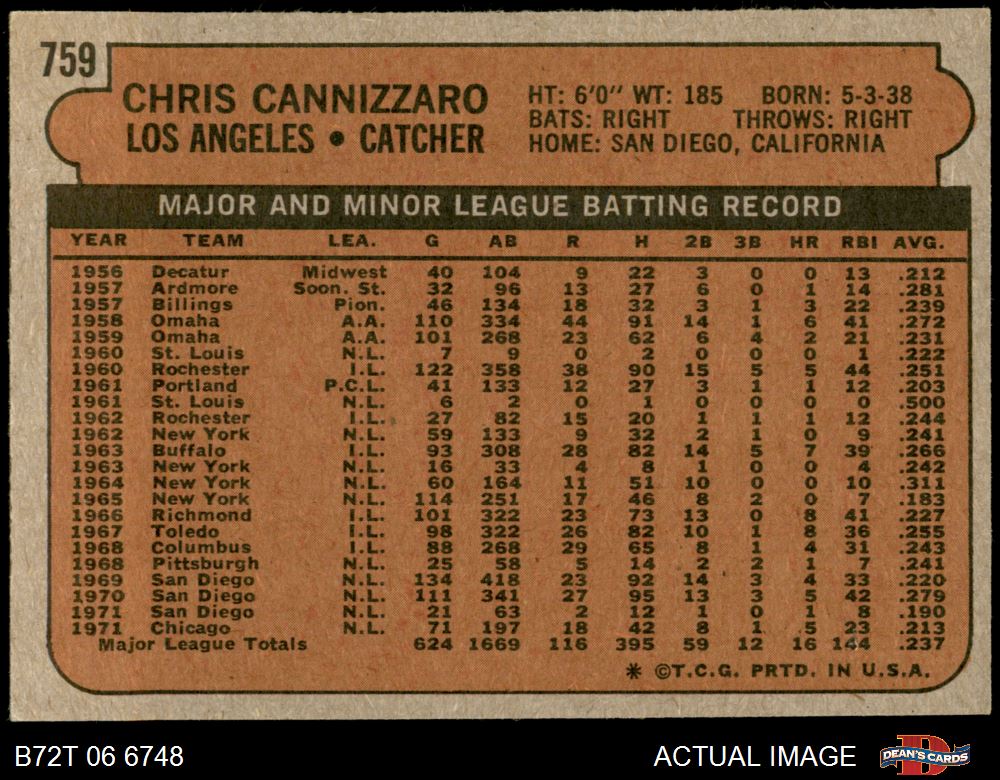 759
CHRIS CANNIZZARO
LOS ANGELES • CATCHER
HT: 6'0" WT: 185 BORN: 5-3-38
BATS: RIGHT THROWS: RIGHT
HOME: SAN DIEGO, CALIFORNIA
MAJOR AND MINOR LEAGUE BATTING RECORD
YEAR TEAM LEA. G AB R H 2B 3B HR RBI AVG.
1956 Decatur Midwest 40 104 9 22 3 0 0 13 .212
1957 Ardmore Soon. St. 32 96 13 27 6 0 1 14 .281
1957 Billings Pion. 46 134 18 32 3 1 3 22 .239
1958 Omaha A.A. 110 334 44 91 14 1 6 41 .272
1959 Omaha A.A. 101 268 23 62 6 4 2 21 .231
1960 St. Louis N.L. 7 9 0 2 0 0 0 1 .222
1960 Rochester I.L. 122 358 38 90 15 5 5 44 .251
1961 Portland P.C.L. 41 133 12 27 3 1 1 12 .203
1961 St. Louis N.L. 6 2 0 1 0 0 0 0 .500
1962 Rochester I.L. 27 82 15 20 1 1 1 12 .244
1962 New York N.L. 59 133 9 32 2 1 0 9 .241
1963 Buffalo I.L. 93 308 28 82 14 5 7 39 .266
1963 New York N.L. 16 33 4 8 1 0 0 4 .242
1964 New York N.L. 60 164 11 51 10 0 0 10 .311
1965 New York N.L. 114 251 17 46 8 2 0 7 .183
1966 Richmond I.L. 101 322 23 73 13 0 8 41 .227
1967 Toledo I.L. 98 322 26 82 10 1 8 36 .255
1968 Columbus I.L. 88 268 29 65 8 1 4 31 .243
1968 Pittsburgh N.L. 25 58 5 14 2 2 1 7 .241
1969 San Diego N.L. 134 418 23 92 14 3 4 33 .220
1970 San Diego N.L. 111 341 27 95 13 3 5 42 .279
1971 San Diego N.L. 21 63 2 12 1 0 1 8 .190
1971 Chicago N.L. 71 197 18 42 8 1 5 23 .213
Major League Totals 624 1669 116 395 59 12 16 144 .237
* ©T.C.G. PRTD. IN U.S.A.
B72T 06 6748
ACTUAL IMAGE
DEAN'S CARDS